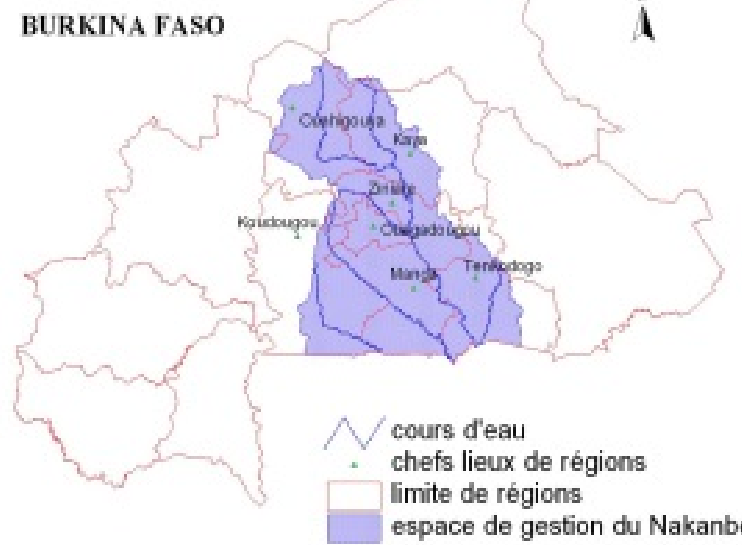 BURKINA FASO
Ouahigouya
Kaya
Ziniare
Koudougou
Ouagadougou
Manga
Tenkodogo
cours d'eau
chefs lieux de régions
limite de régions
espace de gestion du Nakanbe